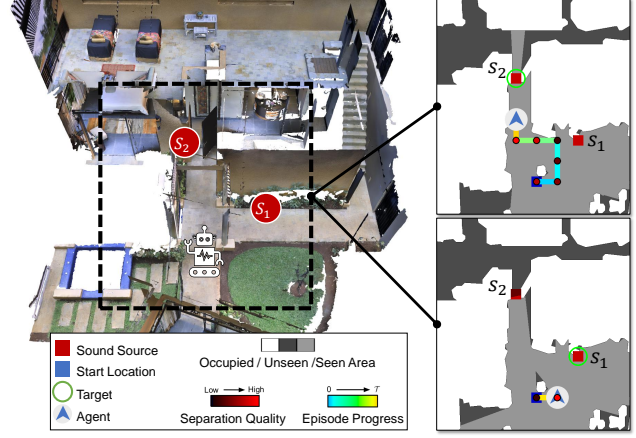 S₂
S₁
S₂
S₁
S₂
S₁
Sound Source
Start Location
Target
Agent
Occupied / Unseen /Seen Area
Low High
Separation Quality
0 T
Episode Progress